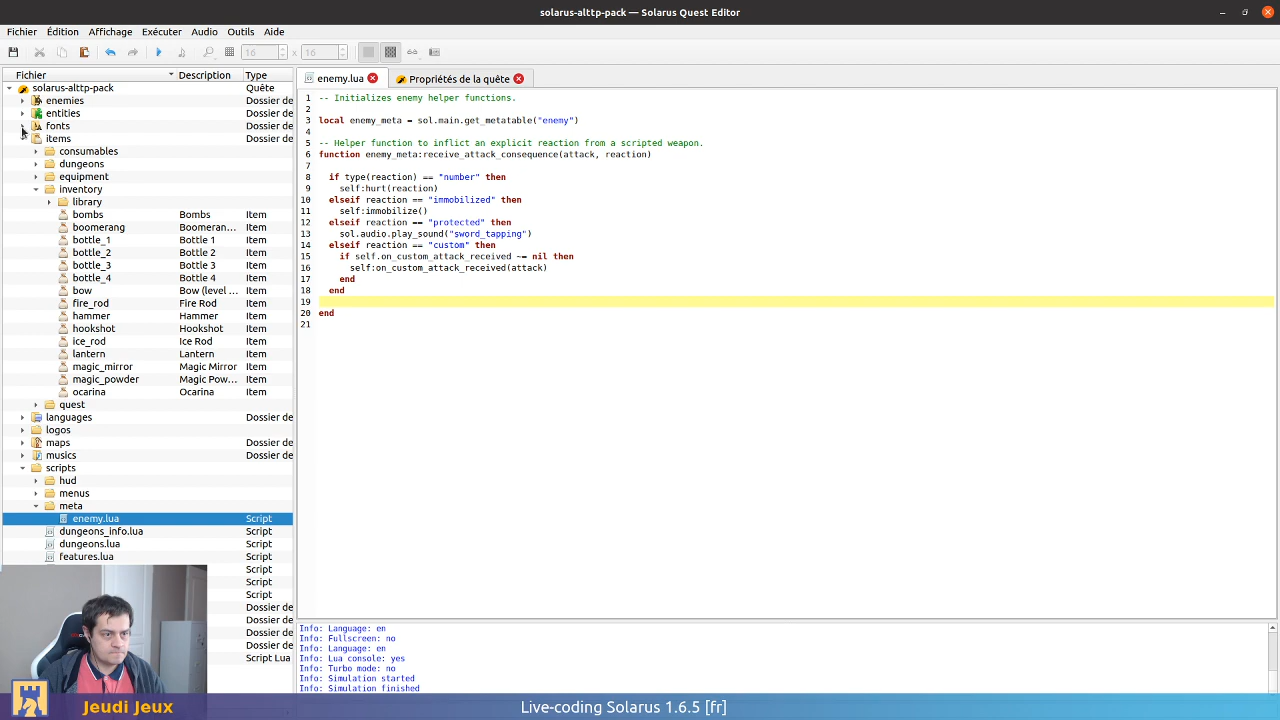 solarus-alttp-pack — Solarus Quest Editor
Fichier Édition Affichage Exécuter Audio Outils Aide
16 x 16
Fichier Description Type
solarus-alttp-pack Quête
enemies Dossier de
entities Dossier de
fonts Dossier de
items Dossier de
consumables
dungeons
equipment
inventory
library
bombs Bombs Item
boomerang Boomeran... Item
bottle_1 Bottle 1 Item
bottle_2 Bottle 2 Item
bottle_3 Bottle 3 Item
bottle_4 Bottle 4 Item
bow Bow (level ... Item
fire_rod Fire Rod Item
hammer Hammer Item
hookshot Hookshot Item
ice_rod Ice Rod Item
lantern Lantern Item
magic_mirror Magic Mirror Item
magic_powder Magic Pow... Item
ocarina Ocarina Item
quest
languages Dossier de
logos
maps Dossier de
musics Dossier de
scripts
hud
menus
meta
enemy.lua Script
dungeons_info.lua Script
dungeons.lua Script
features.lua Script
Script
Script
Script
Dossier de
Dossier de
Dossier de
Dossier de
Script Lua
enemy.lua Propriétés de la quête
1 -- Initializes enemy helper functions.
2
3 local enemy_meta = sol.main.get_metatable("enemy")
4
5 -- Helper function to inflict an explicit reaction from a scripted weapon.
6 function enemy_meta:receive_attack_consequence(attack, reaction)
7
8 if type(reaction) == "number" then
9 self:hurt(reaction)
10 elseif reaction == "immobilized" then
11 self:immobilize()
12 elseif reaction == "protected" then
13 sol.audio.play_sound("sword_tapping")
14 elseif reaction == "custom" then
15 if self.on_custom_attack_received ~= nil then
16 self:on_custom_attack_received(attack)
17 end
18 end
19
20 end
21
Info: Language: en
Info: Fullscreen: no
Info: Language: en
Info: Lua console: yes
Info: Turbo mode: no
Info: Simulation started
Info: Simulation finished
Jeudi Jeux
Live-coding Solarus 1.6.5 [fr]